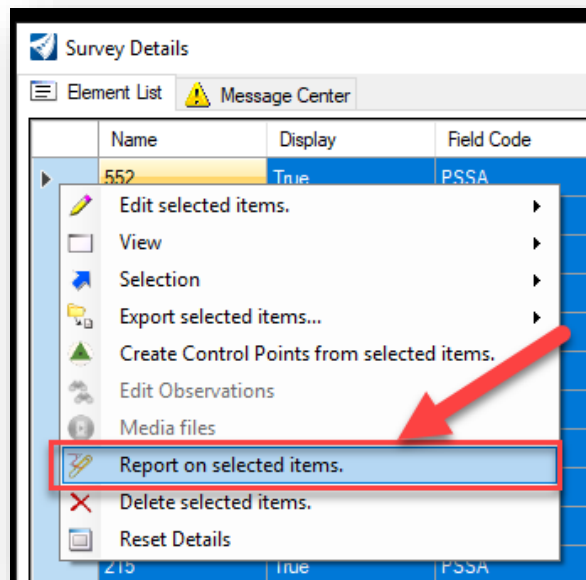 Survey Details
Element List Message Center
Name Display Field Code
552 True PSSA
Edit selected items.
View
Selection
Export selected items...
Create Control Points from selected items.
Edit Observations
Media files
Report on selected items.
Delete selected items.
Reset Details
215 True PSSA